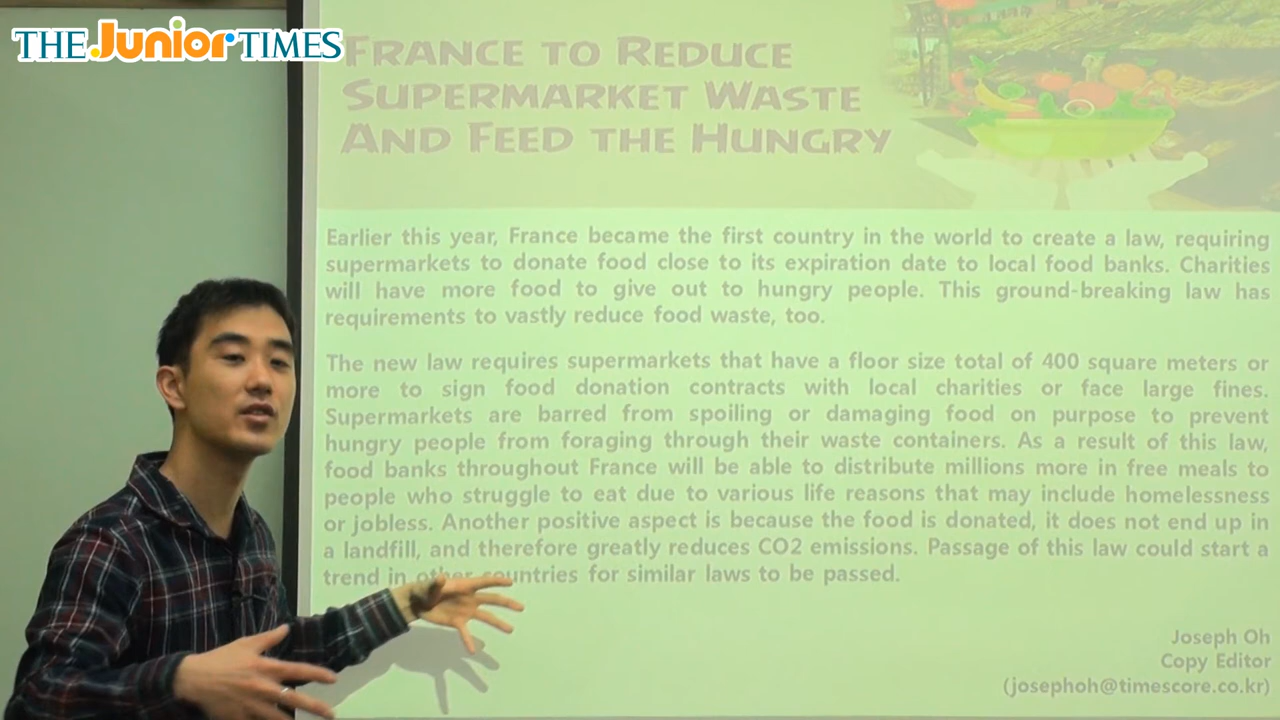 THE Junior TIMES
FRANCE TO REDUCE
SUPERMARKET WASTE
AND FEED THE HUNGRY
Earlier this year, France became the first country in the world to create a law, requiring
supermarkets to donate food close to its expiration date to local food banks. Charities
will have more food to give out to hungry people. This ground-breaking law has
requirements to vastly reduce food waste, too.
The new law requires supermarkets that have a floor size total of 400 square meters or
more to sign food donation contracts with local charities or face large fines.
Supermarkets are barred from spoiling or damaging food on purpose to prevent
hungry people from foraging through their waste containers. As a result of this law,
food banks throughout France will be able to distribute millions more in free meals to
people who struggle to eat due to various life reasons that may include homelessness
or jobless. Another positive aspect is because the food is donated, it does not end up in
a landfill, and therefore greatly reduces CO2 emissions. Passage of this law could start a
trend in other countries for similar laws to be passed.
Joseph Oh
Copy Editor
(josephoh@timescore.co.kr)